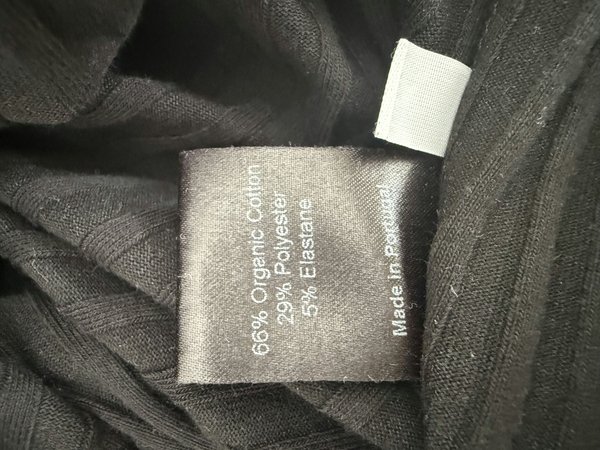 66% Organic Cotton
29% Polyester
5% Elastane
Made in Portugal